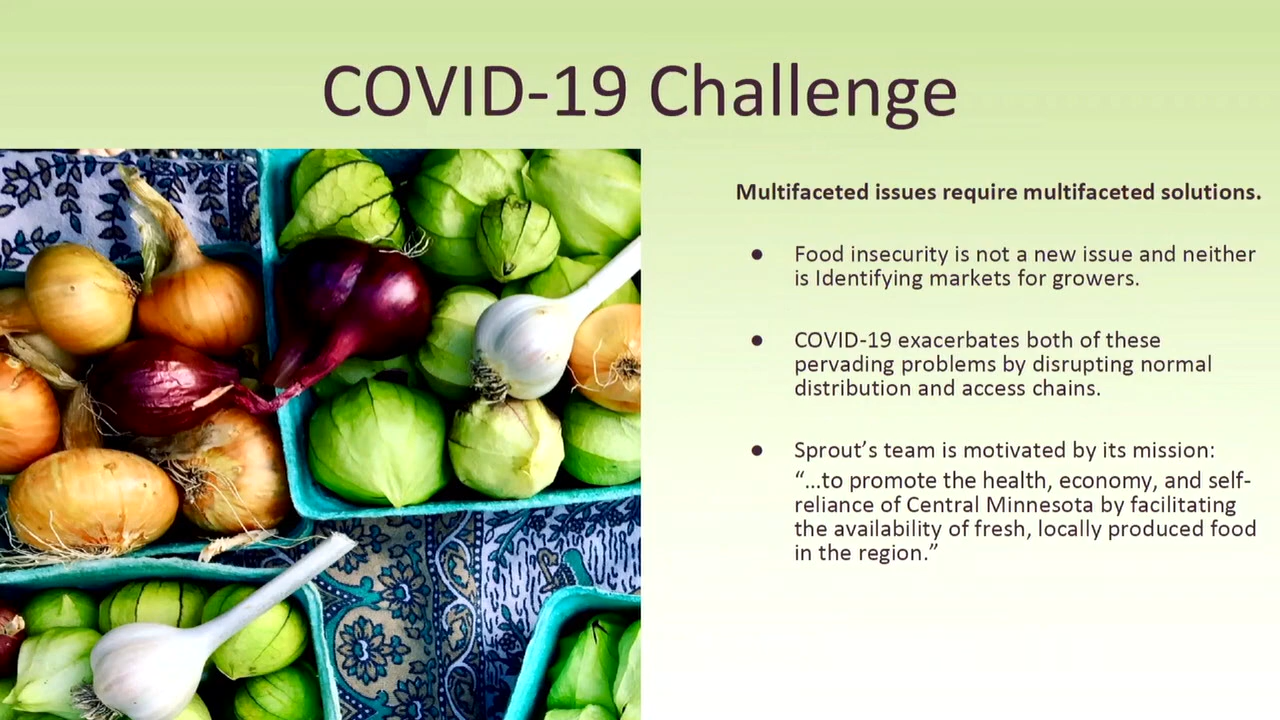 COVID-19 Challenge
Multifaceted issues require multifaceted solutions.
● Food insecurity is not a new issue and neither
is Identifying markets for growers.
● COVID-19 exacerbates both of these
pervading problems by disrupting normal
distribution and access chains.
● Sprout’s team is motivated by its mission:
“...to promote the health, economy, and self-
reliance of Central Minnesota by facilitating
the availability of fresh, locally produced food
in the region.”